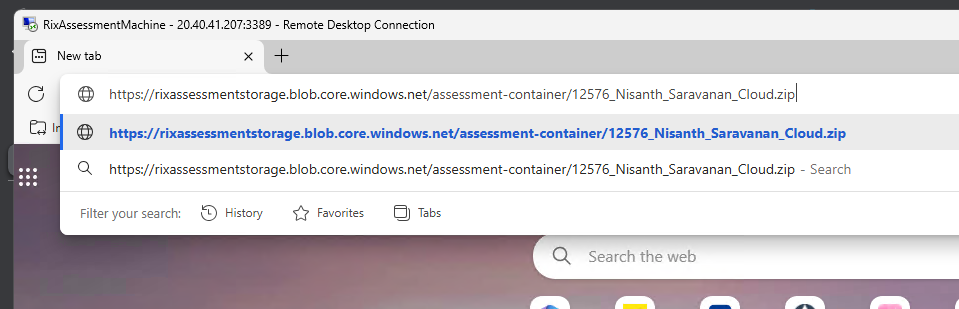 RixAssessmentMachine - 20.40.41.207:3389 - Remote Desktop Connection
New tab
https://rixassessmentstorage.blob.core.windows.net/assessment-container/12576_Nisanth_Saravanan_Cloud.zip
https://rixassessmentstorage.blob.core.windows.net/assessment-container/12576_Nisanth_Saravanan_Cloud.zip
https://rixassessmentstorage.blob.core.windows.net/assessment-container/12576_Nisanth_Saravanan_Cloud.zip - Search
Filter your search: History Favorites Tabs
Search the web